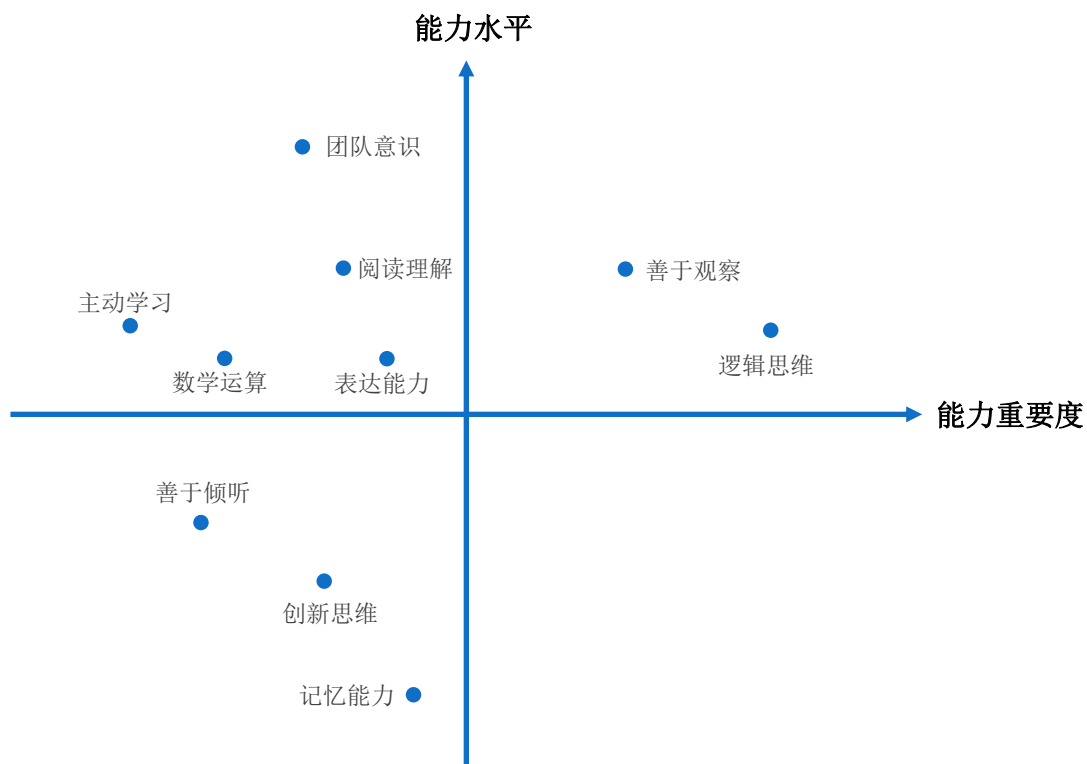 能力水平
团队意识
阅读理解
善于观察
主动学习
逻辑思维
数学运算
表达能力
能力重要度
善于倾听
创新思维
记忆能力